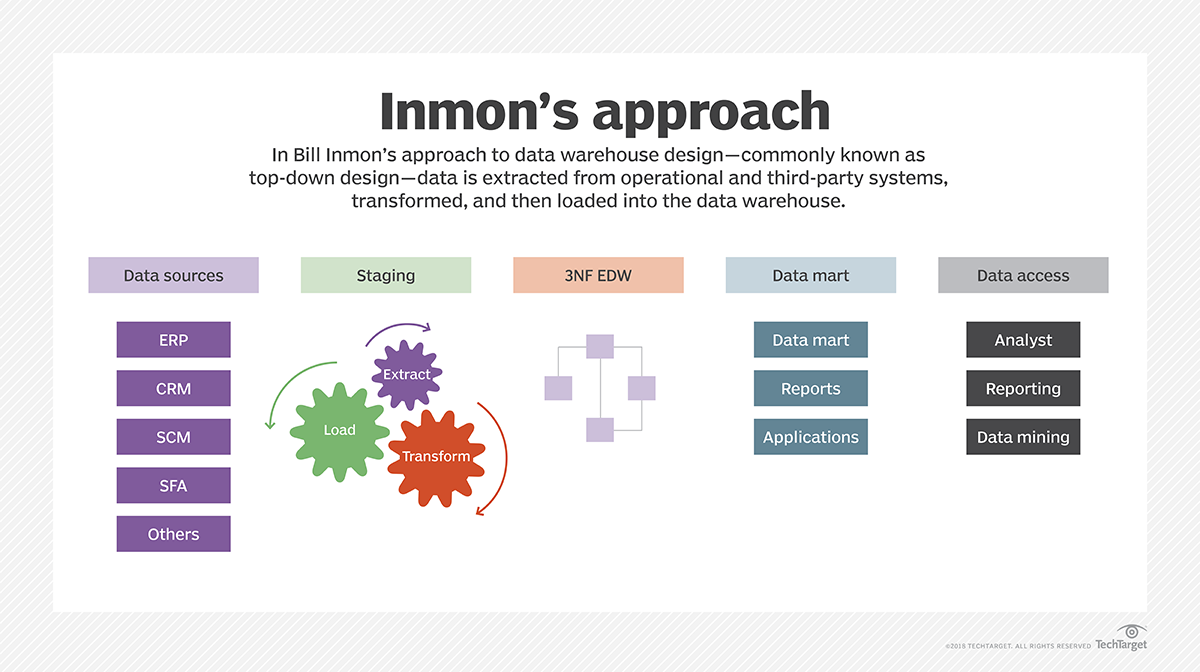 Inmon’s approach
In Bill Inmon’s approach to data warehouse design—commonly known as
top-down design—data is extracted from operational and third-party systems,
transformed, and then loaded into the data warehouse.
Data sources
Staging
3NF EDW
Data mart
Data access
ERP
CRM
SCM
SFA
Others
Extract
Load
Transform
Data mart
Reports
Applications
Analyst
Reporting
Data mining
©2018 TECHTARGET. ALL RIGHTS RESERVED
TechTarget